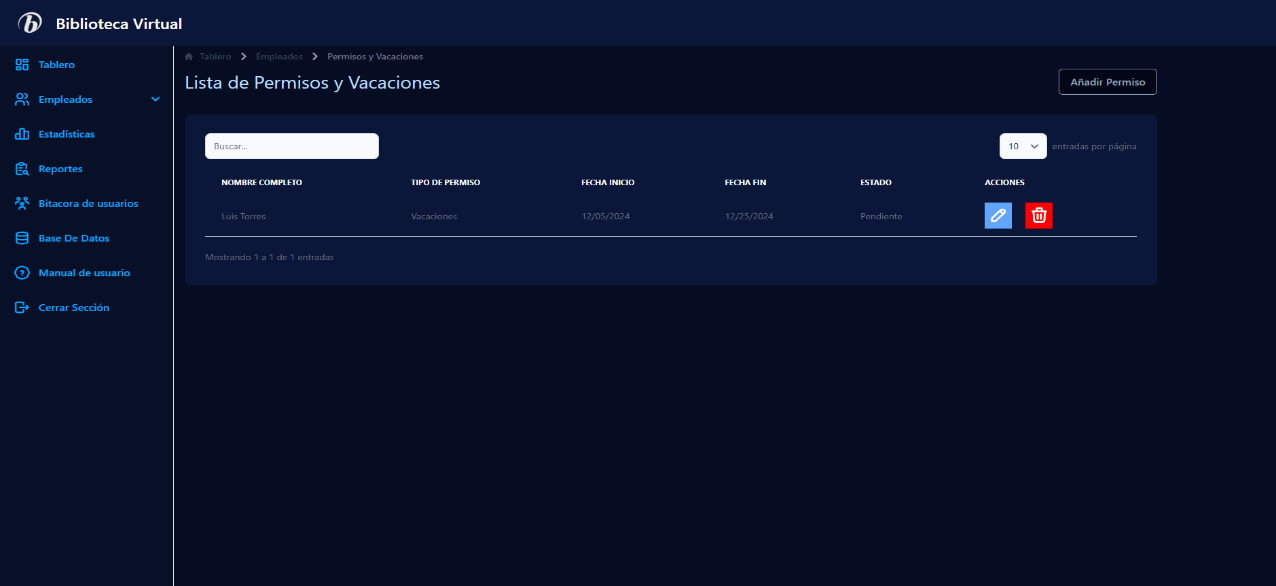 Biblioteca Virtual
Tablero
Empleados
Estadísticas
Reportes
Bitacora de usuarios
Base De Datos
Manual de usuario
Cerrar Sección
Tablero > Empleados > Permisos y Vacaciones
Lista de Permisos y Vacaciones
Añadir Permiso
Buscar...
10 entradas por página
NOMBRE COMPLETO TIPO DE PERMISO FECHA INICIO FECHA FIN ESTADO ACCIONES
Luis Torres Vacaciones 12/05/2024 12/25/2024 Pendiente
Mostrando 1 a 1 de 1 entradas